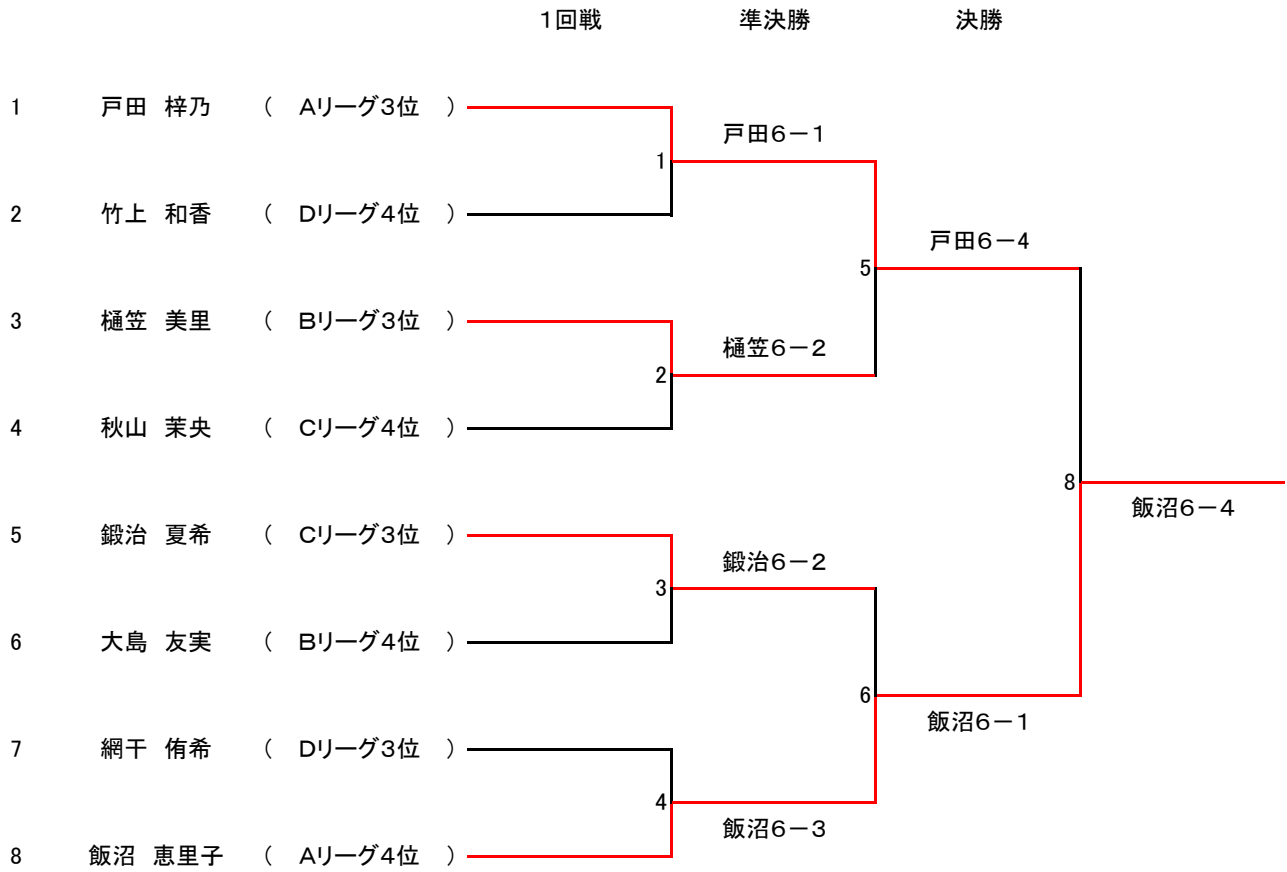 1回戦 準決勝 決勝
1 戸田 梓乃 ( Aリーグ3位 )
戸田6-1
1
2 竹上 和香 ( Dリーグ4位 )
戸田6-4
5
3 樋笠 美里 ( Bリーグ3位 )
樋笠6-2
2
4 秋山 茉央 ( Cリーグ4位 )
8
飯沼6-4
5 鍛治 夏希 ( Cリーグ3位 )
鍛治6-2
3
6 大島 友実 ( Bリーグ4位 )
6
飯沼6-1
7 網干 侑希 ( Dリーグ3位 )
4
飯沼6-3
8 飯沼 恵里子 ( Aリーグ4位 )